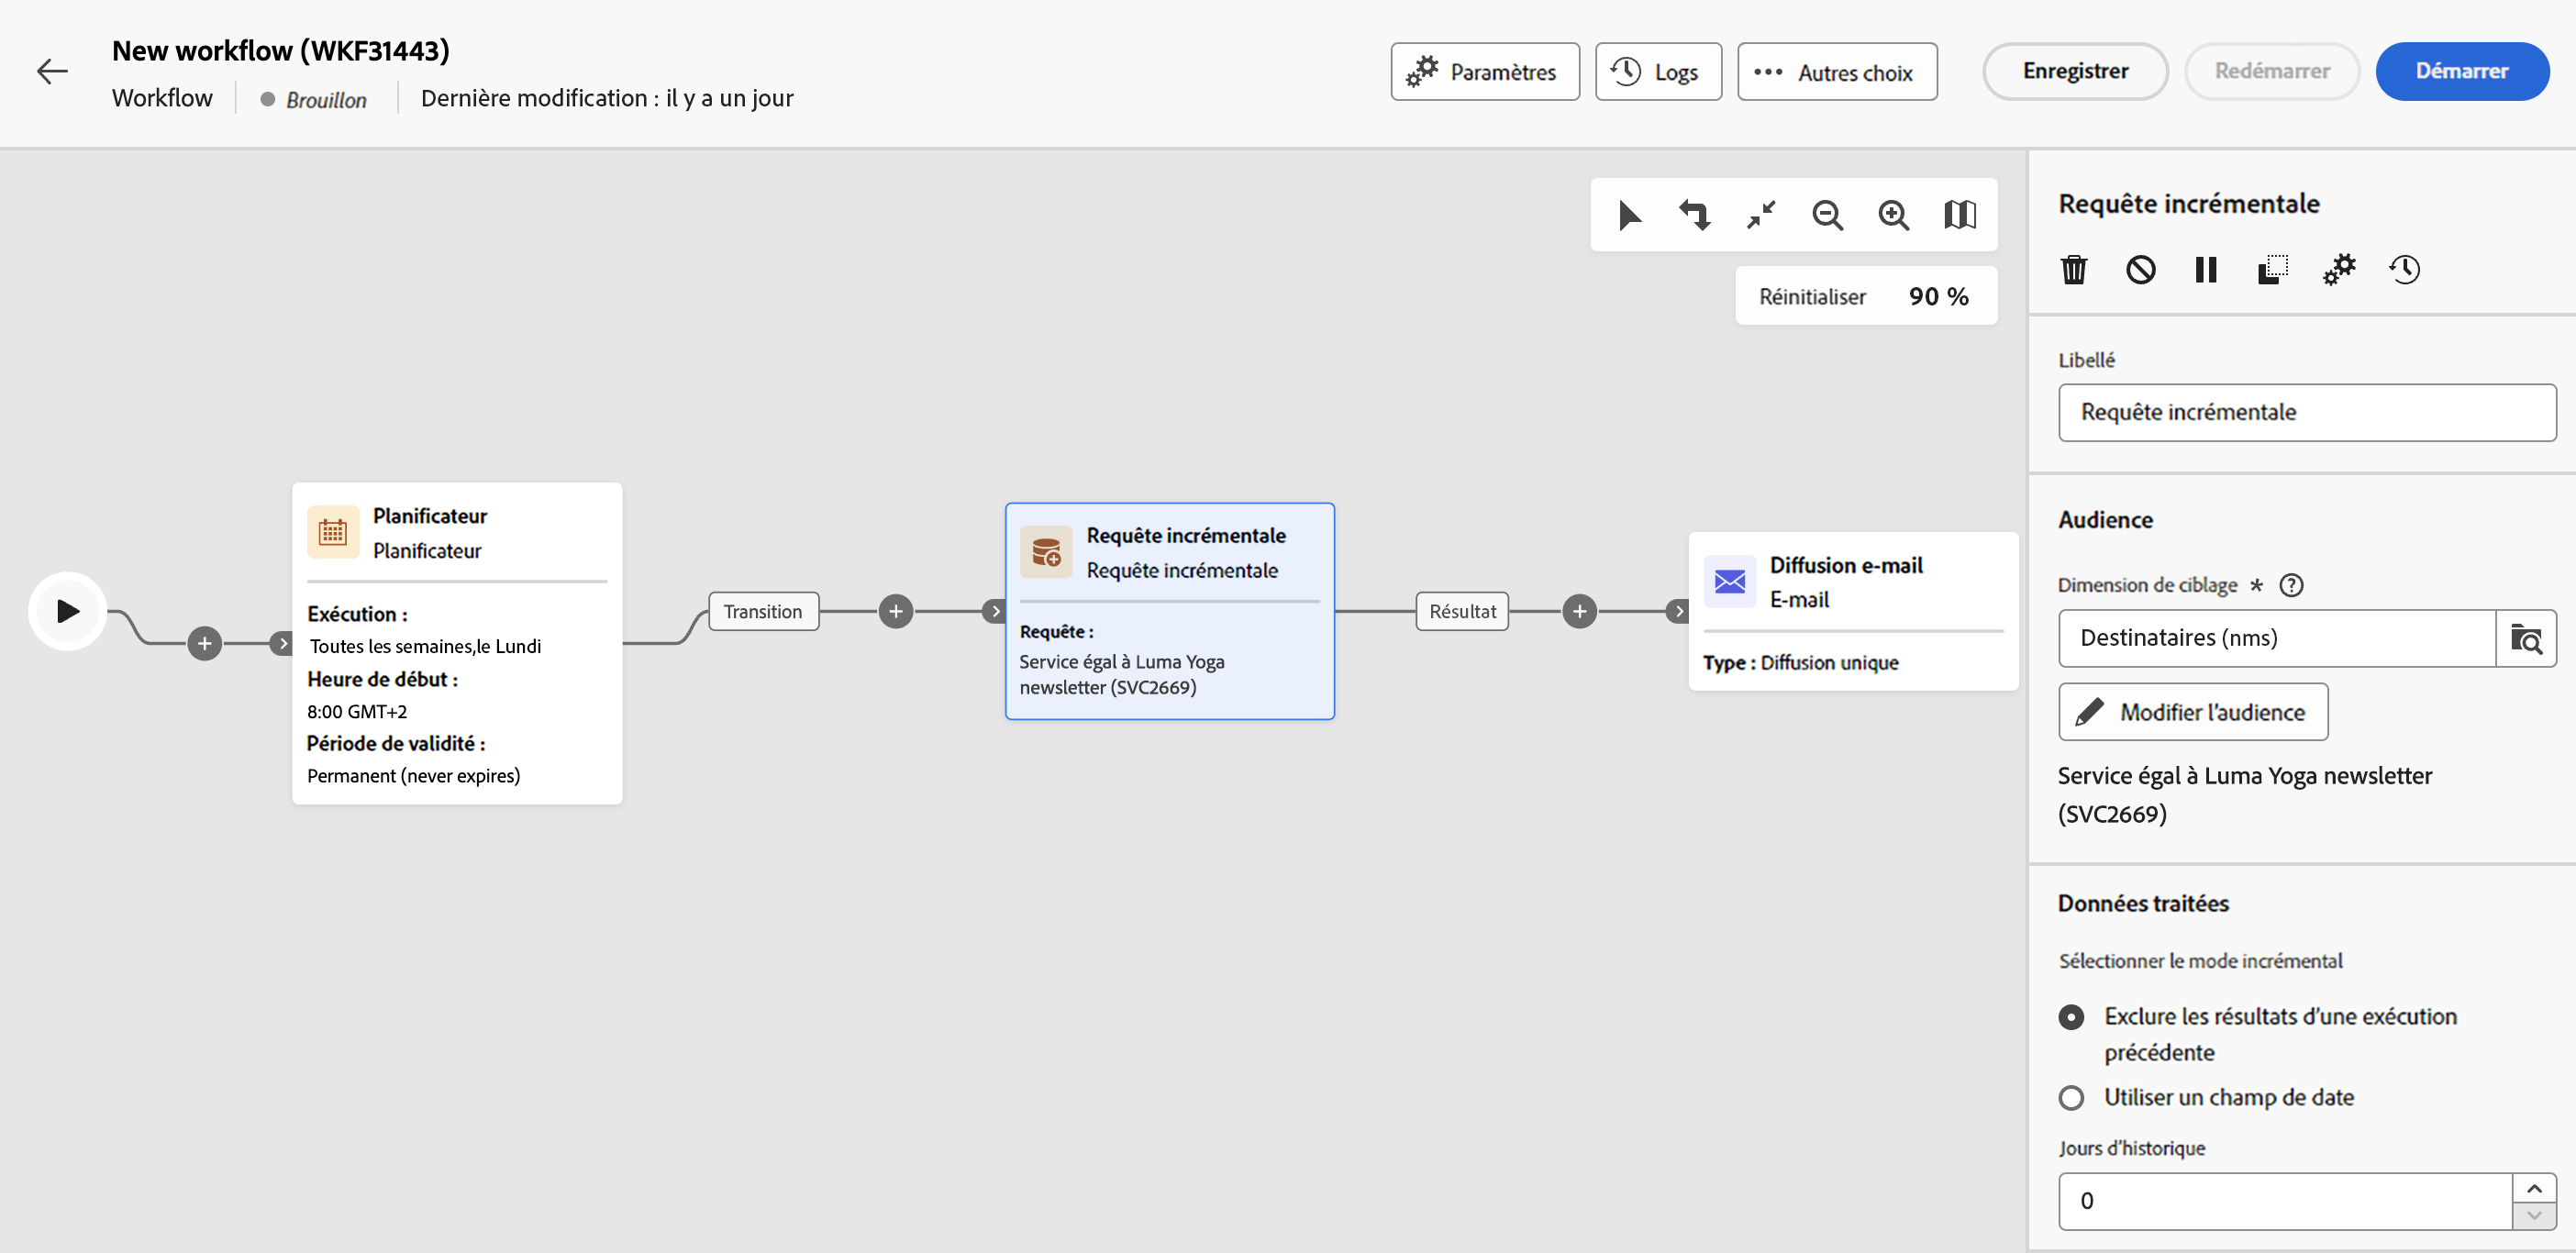 New workflow (WKF31443)
Workflow
Brouillon
Dernière modification : il y a un jour
Paramètres
Logs
Autres choix
Enregistrer
Redémarrer
Démarrer
Réinitialiser
90 %
Planificateur
Planificateur
Exécution :
Toutes les semaines,le Lundi
Heure de début :
8:00 GMT+2
Période de validité :
Permanent (never expires)
Transition
Requête incrémentale
Requête incrémentale
Requête :
Service égal à Luma Yoga
newsletter (SVC2669)
Résultat
Diffusion e-mail
E-mail
Type : Diffusion unique
Requête incrémentale
Libellé
Requête incrémentale
Audience
Dimension de ciblage *
Destinataires (nms)
Modifier l'audience
Service égal à Luma Yoga newsletter
(SVC2669)
Données traitées
Sélectionner le mode incrémental
Exclure les résultats d'une exécution
précédente
Utiliser un champ de date
Jours d'historique
0